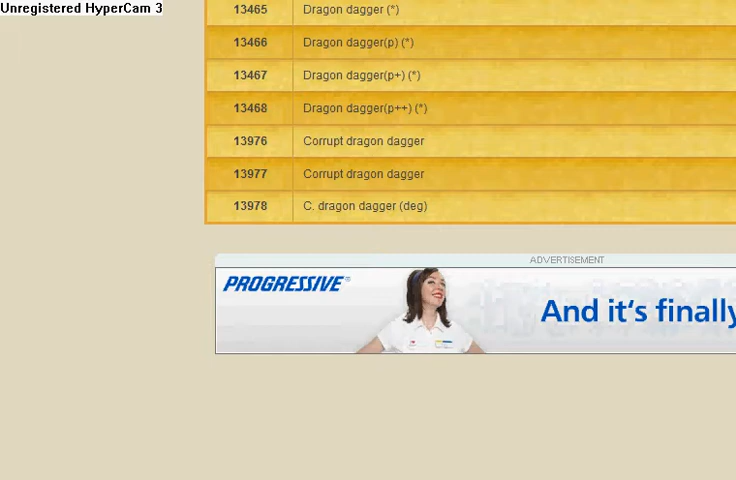 Unregistered HyperCam 3
13465 Dragon dagger (*)
13466 Dragon dagger(p) (*)
13467 Dragon dagger(p+) (*)
13468 Dragon dagger(p++) (*)
13976 Corrupt dragon dagger
13977 Corrupt dragon dagger
13978 C. dragon dagger (deg)
ADVERTISEMENT
PROGRESSIVE®
And it's finally